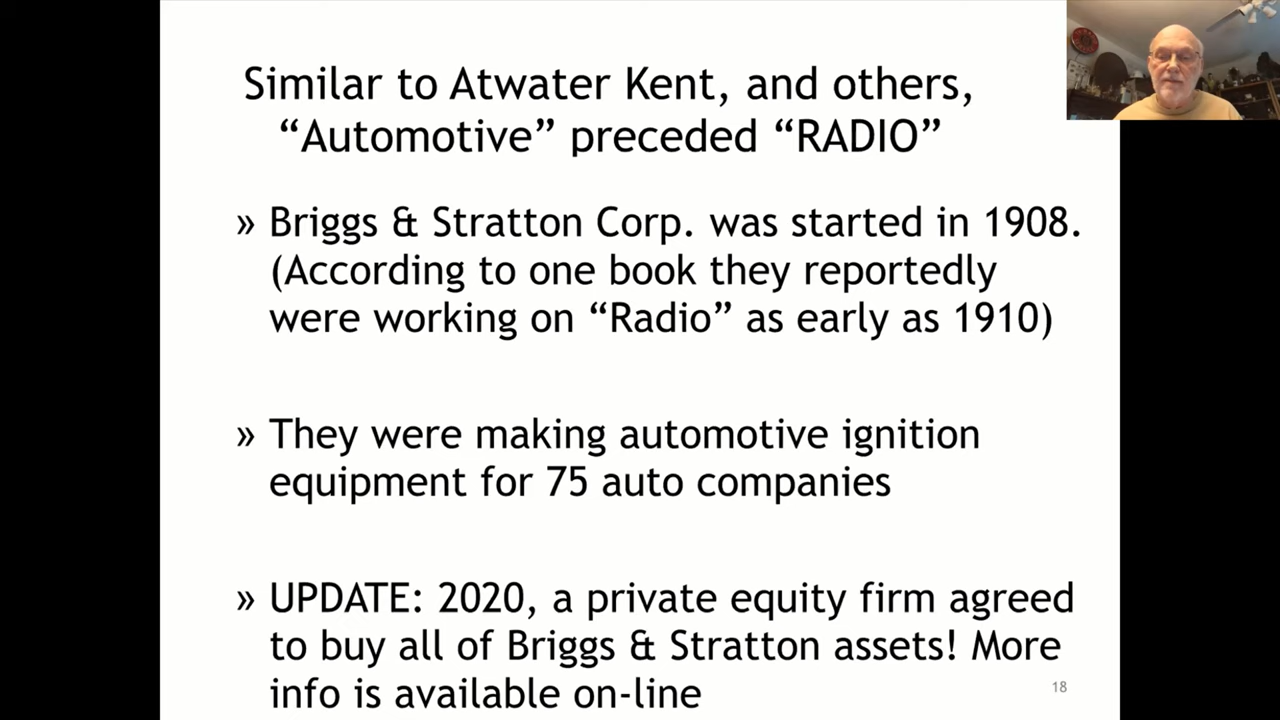 Similar to Atwater Kent, and others,
“Automotive” preceded “RADIO”
» Briggs & Stratton Corp. was started in 1908.
(According to one book they reportedly
were working on “Radio” as early as 1910)
» They were making automotive ignition
equipment for 75 auto companies
» UPDATE: 2020, a private equity firm agreed
to buy all of Briggs & Stratton assets! More
info is available on-line
18